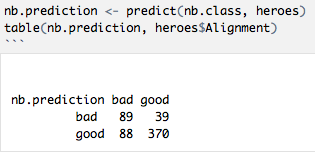 nb.prediction <- predict(nb.class, heroes)
table(nb.prediction, heroes$Alignment)
```
nb.prediction bad good
bad 89 39
good 88 370